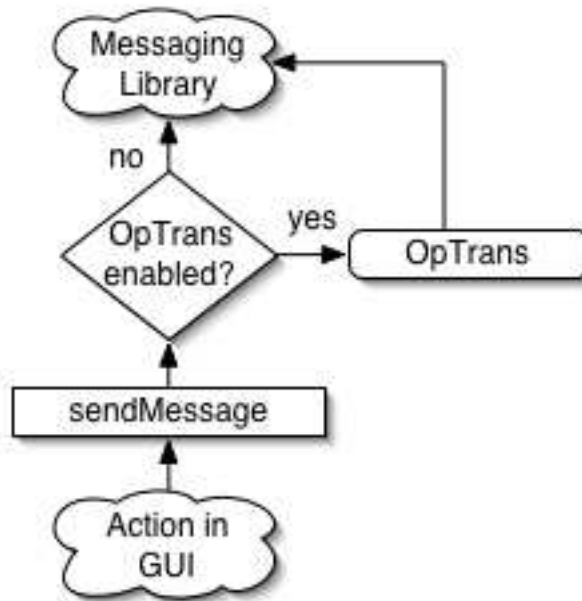 Messaging
Library
no
yes
OpTrans
enabled?
OpTrans
sendMessage
Action in
GUI